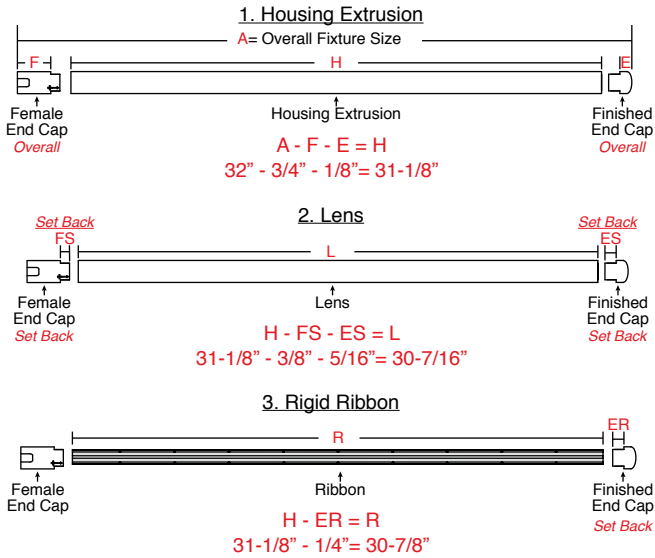 1. Housing Extrusion
A= Overall Fixture Size
F
H
E
Female
End Cap
Overall
Housing Extrusion
Finished
End Cap
Overall
A - F - E = H
32” - 3/4” - 1/8”= 31-1/8”
2. Lens
Set Back
FS
L
Set Back
ES
Female
End Cap
Set Back
Lens
Finished
End Cap
Set Back
H - FS - ES = L
31-1/8” - 3/8” - 5/16”= 30-7/16”
3. Rigid Ribbon
R
ER
Female
End Cap
Ribbon
Finished
End Cap
Set Back
H - ER = R
31-1/8” - 1/4”= 30-7/8”